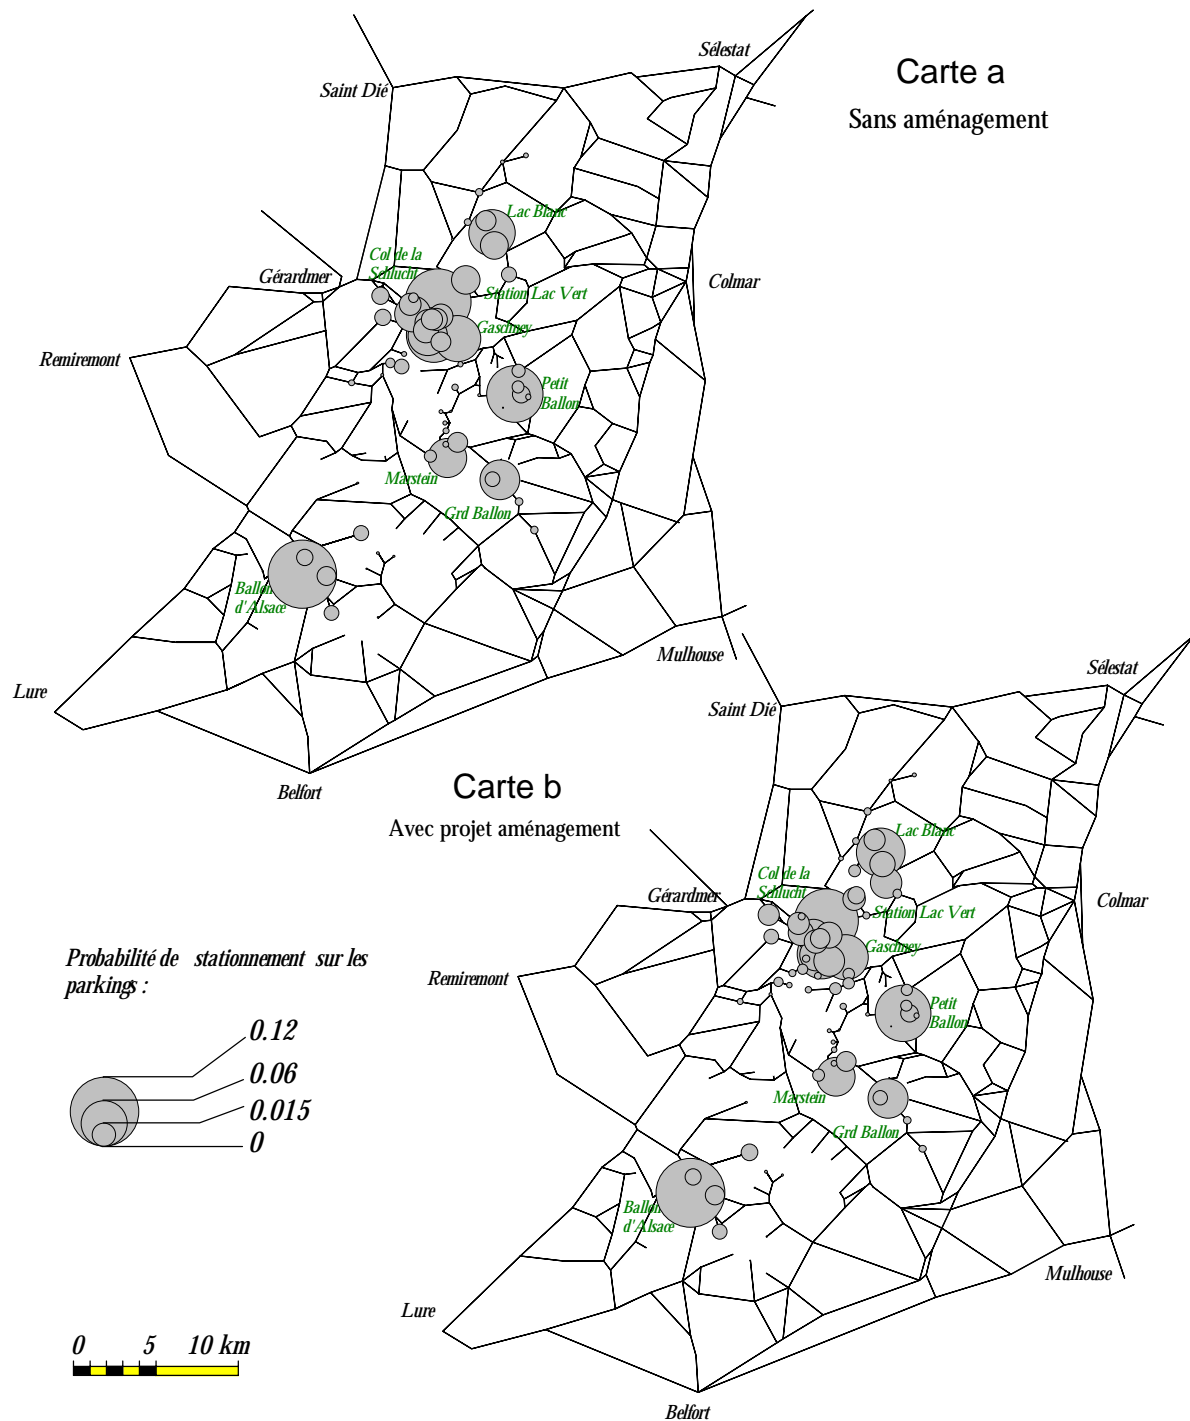 Sélestat
Carte a
Saint Dié
Sans aménagement
Lac Blanc
Col de la
Schlucht
Gérardmer
Colmar
Station Lac Vert
Gaschney
Remiremont
Petit
Ballon
Marstein
Grd Ballon
Ballon
d'Alsace
Mulhouse
Lure
Belfort
Sélestat
Saint Dié
Carte b
Avec projet aménagement
Lac Blanc
Col de la
Schlucht
Gérardmer
Colmar
Station Lac Vert
Gaschney
Remiremont
Petit
Ballon
Marstein
Grd Ballon
Ballon
d'Alsace
Mulhouse
Lure
Belfort
Probabilité de stationnement sur les
parkings :
0.12
0.06
0.015
0
0 5 10 km